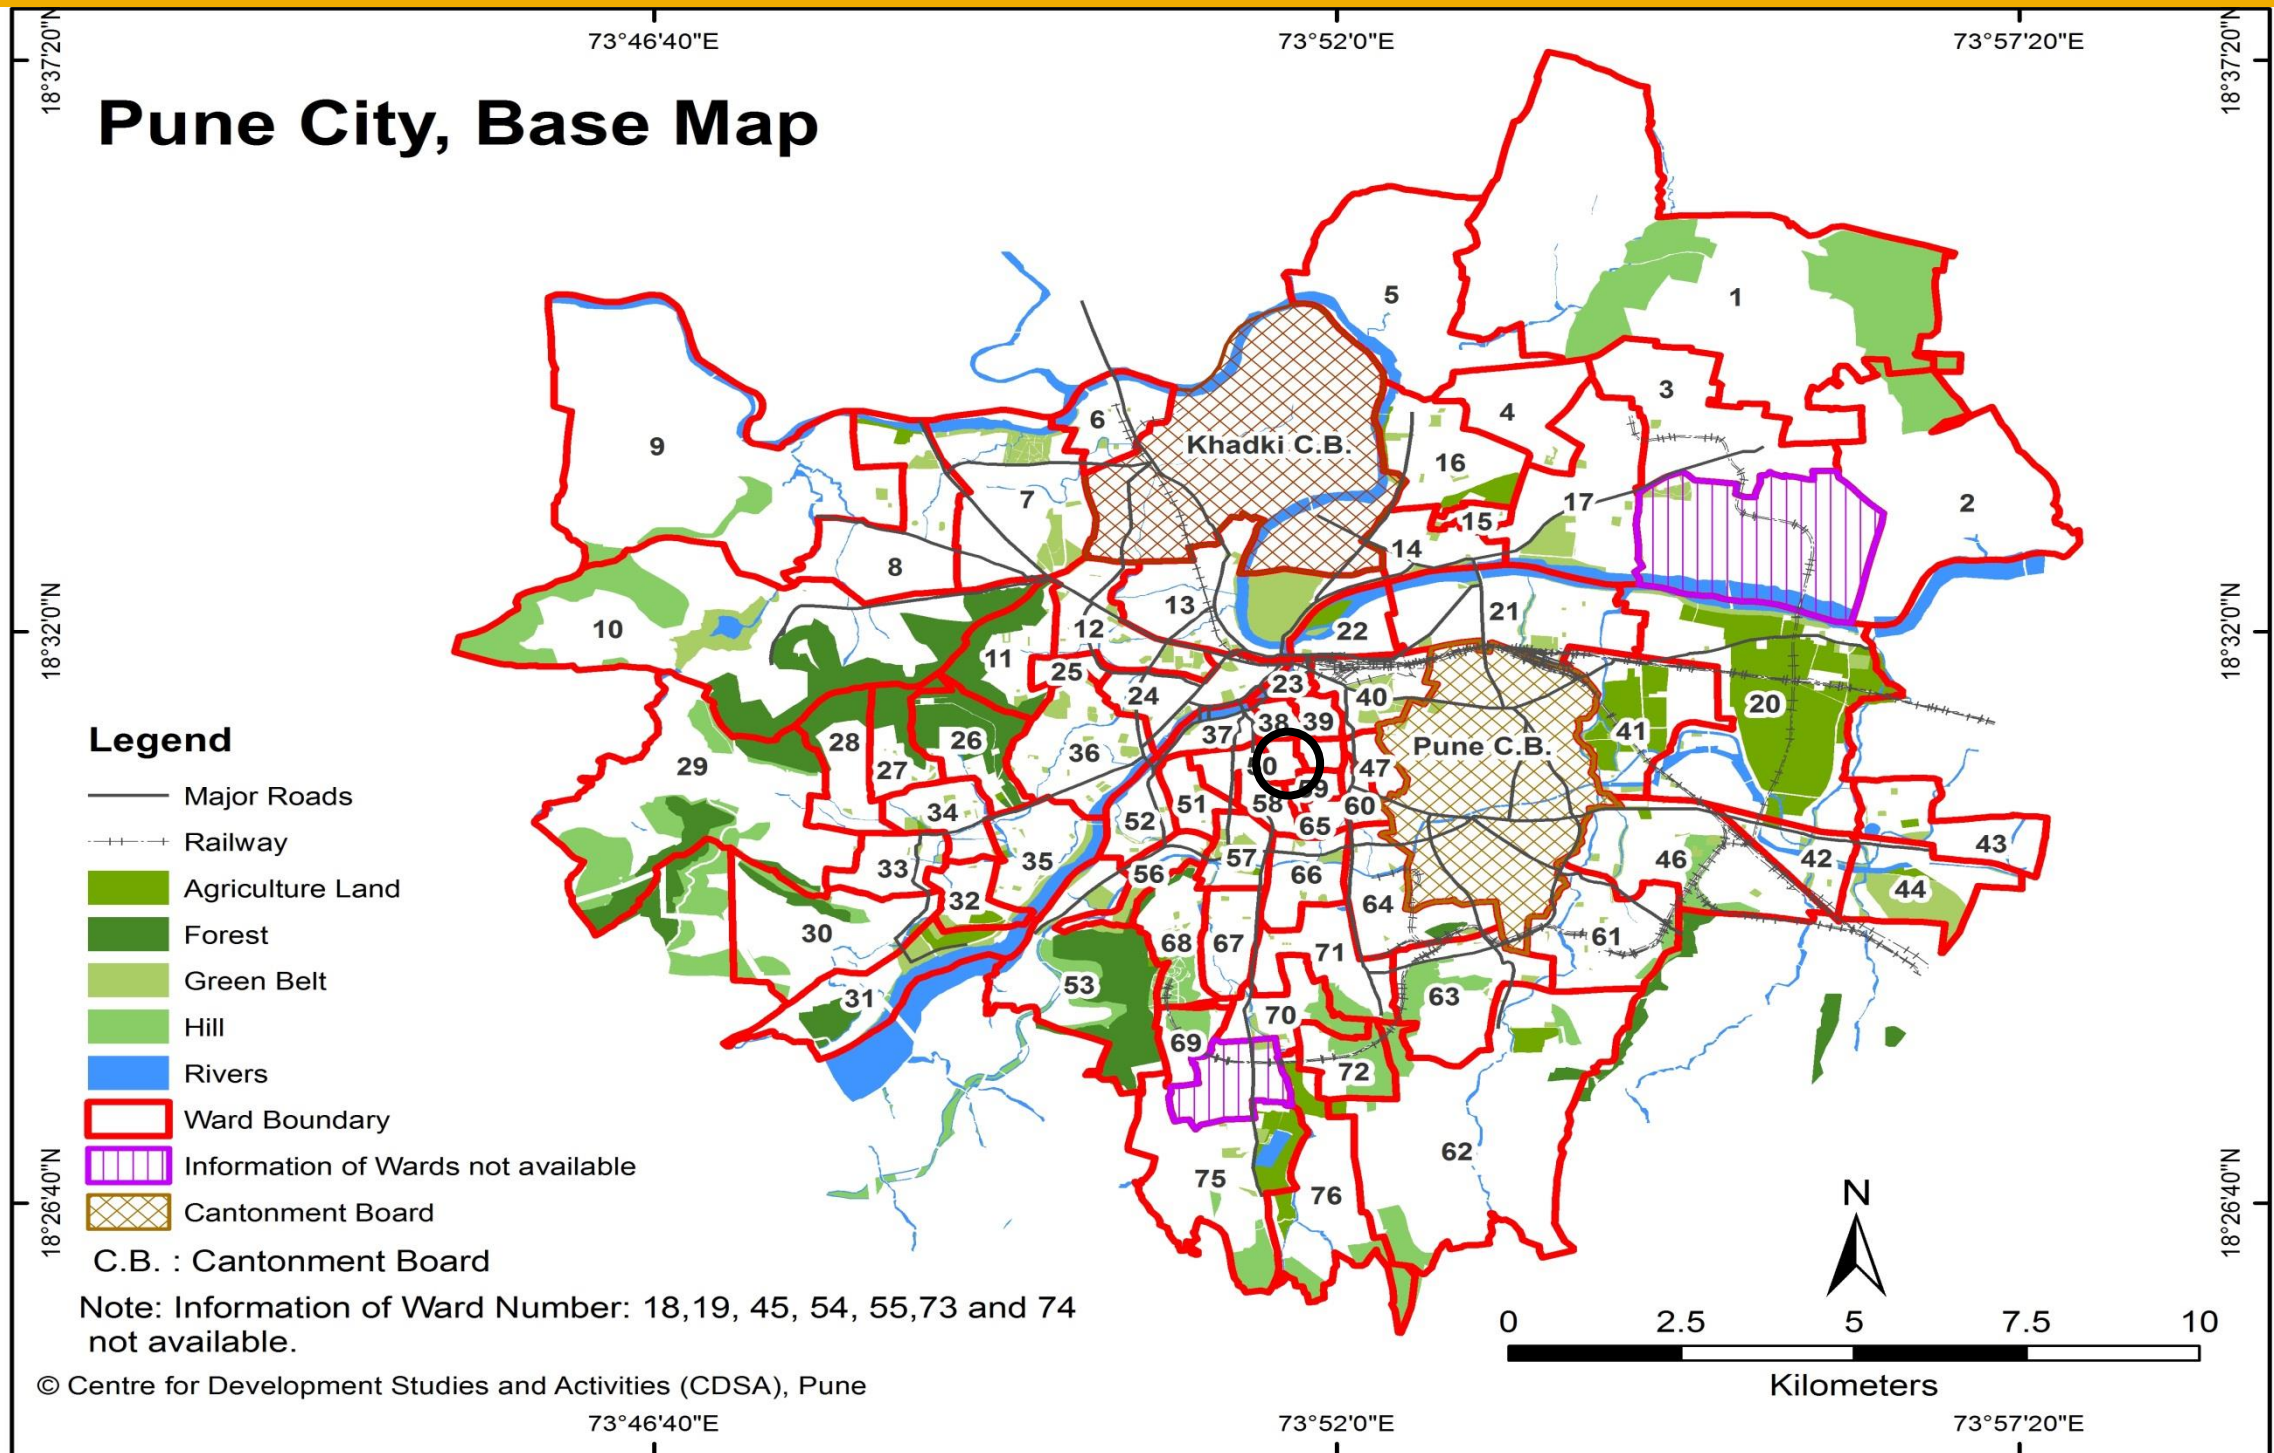 73°46'40"E 73°52'0"E 73°57'20"E
18°37'20"N 18°37'20"N
Pune City, Base Map
5
1
3
6
4
9
Khadki C.B.
16
7
17
2
15
14
8
13
21
10
12
22
11
25
23
24
40
20
38 39
37
41
28
26
36
Pune C.B.
29
27
50
47
59
51
58
60
34
52
65
35
57
46
42
43
33
56
66
44
32
64
30
68
67
61
71
53
31
63
70
69
72
62
75
76
18°32'0"N 18°32'0"N
Legend
Major Roads
Railway
Agriculture Land
Forest
Green Belt
Hill
Rivers
Ward Boundary
Information of Wards not available
Cantonment Board
C.B. : Cantonment Board
Note: Information of Ward Number: 18,19, 45, 54, 55,73 and 74
not available.
© Centre for Development Studies and Activities (CDSA), Pune
18°26'40"N 18°26'40"N
N
0 2.5 5 7.5 10
Kilometers
73°46'40"E 73°52'0"E 73°57'20"E